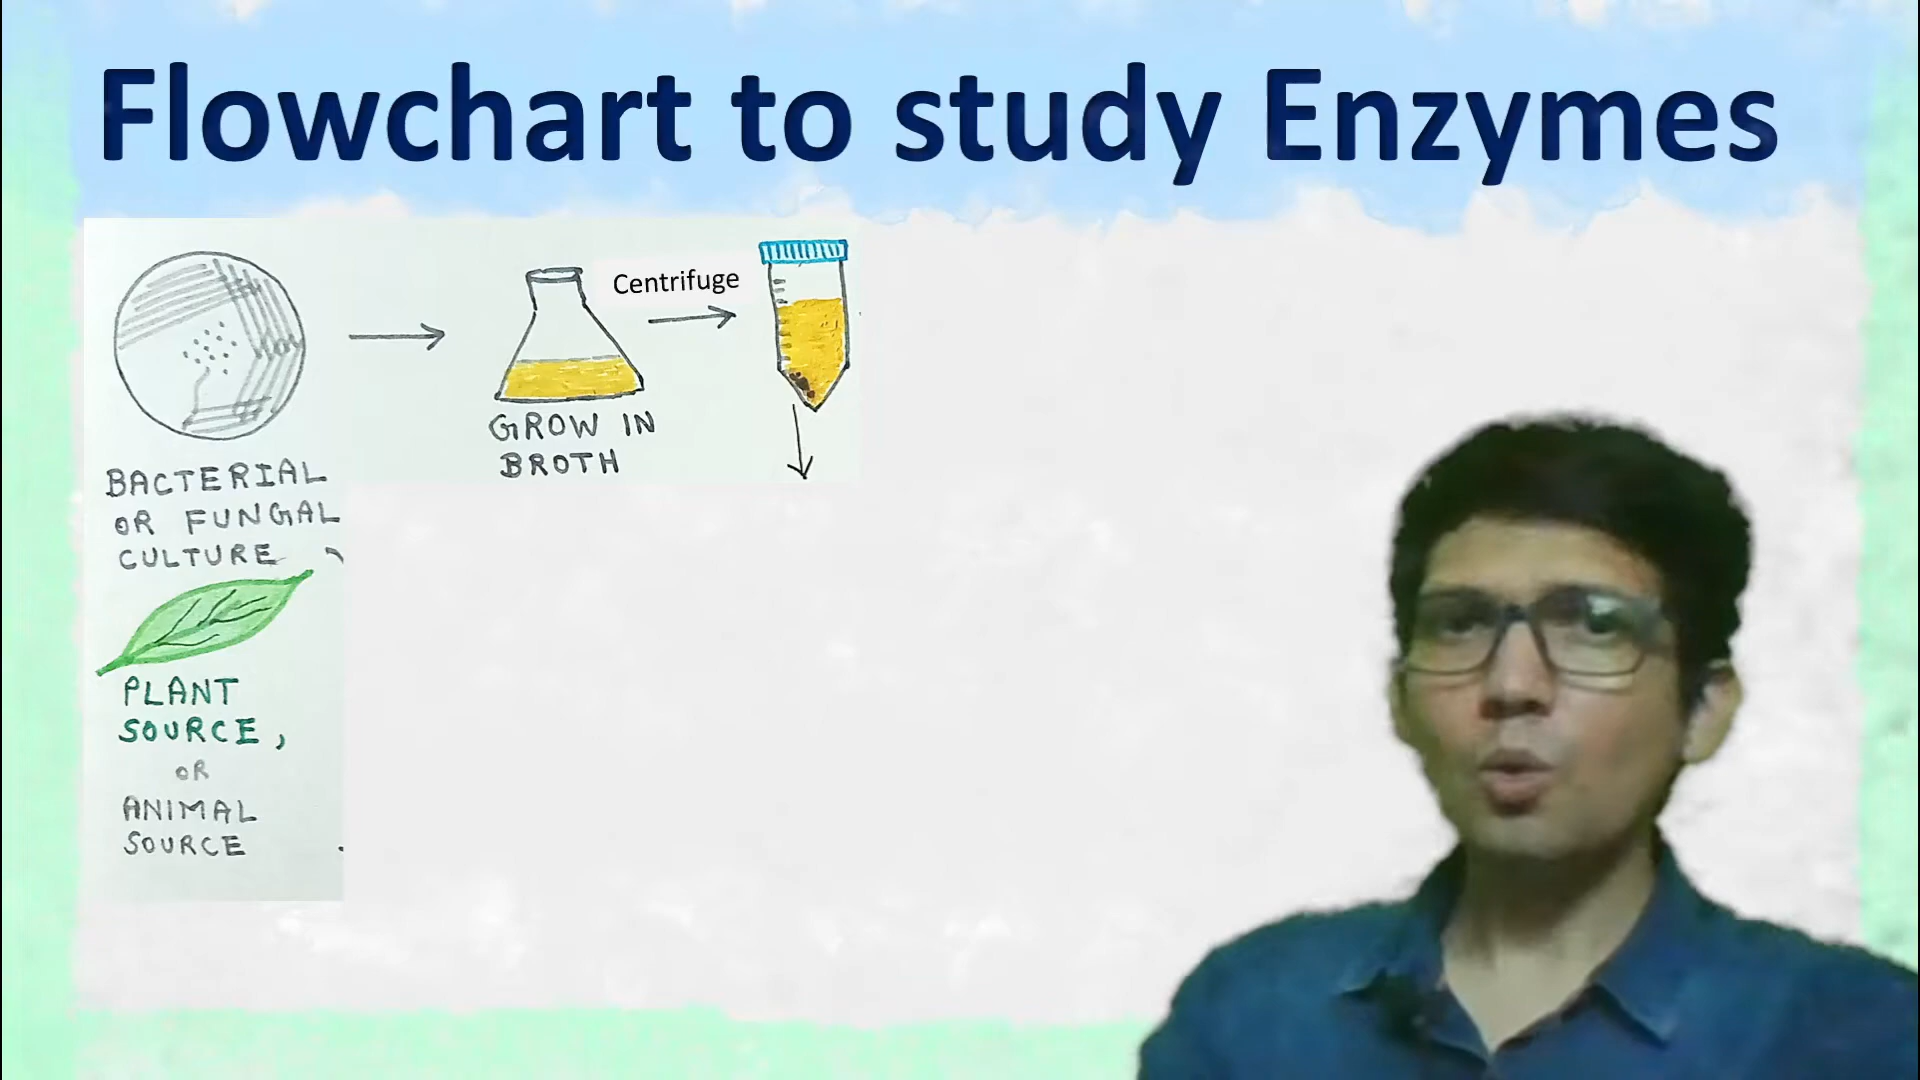 Flowchart to study Enzymes
Centrifuge
GROW IN
BROTH
BACTERIAL
OR FUNGAL
CULTURE
PLANT
SOURCE,
OR
ANIMAL
SOURCE